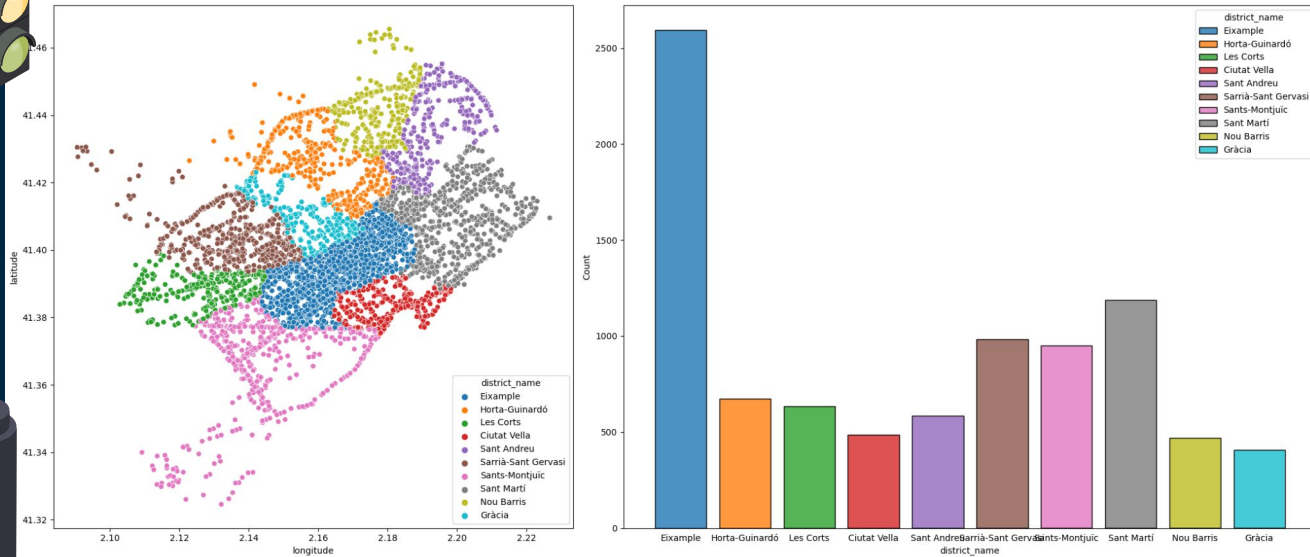 41.46
41.44
41.42
41.40
41.38
41.36
41.34
41.32
latitude
2.10 2.12 2.14 2.16 2.18 2.20 2.22
longitude
district_name
Eixample
Horta-Guinardó
Les Corts
Ciutat Vella
Sant Andreu
Sarrià-Sant Gervasi
Sants-Montjuïc
Sant Martí
Nou Barris
Gràcia
2500
2000
1500
1000
500
0
Count
district_name
Eixample
Horta-Guinardó
Les Corts
Ciutat Vella
Sant Andreu
Sarrià-Sant Gervasi
Sants-Montjuïc
Sant Martí
Nou Barris
Gràcia
Eixample Horta-Guinardó Les Corts Ciutat Vella Sant Andreu Sarrià-Sant Gervasi Sants-Montjuïc Sant Martí Nou Barris Gràcia
district_name